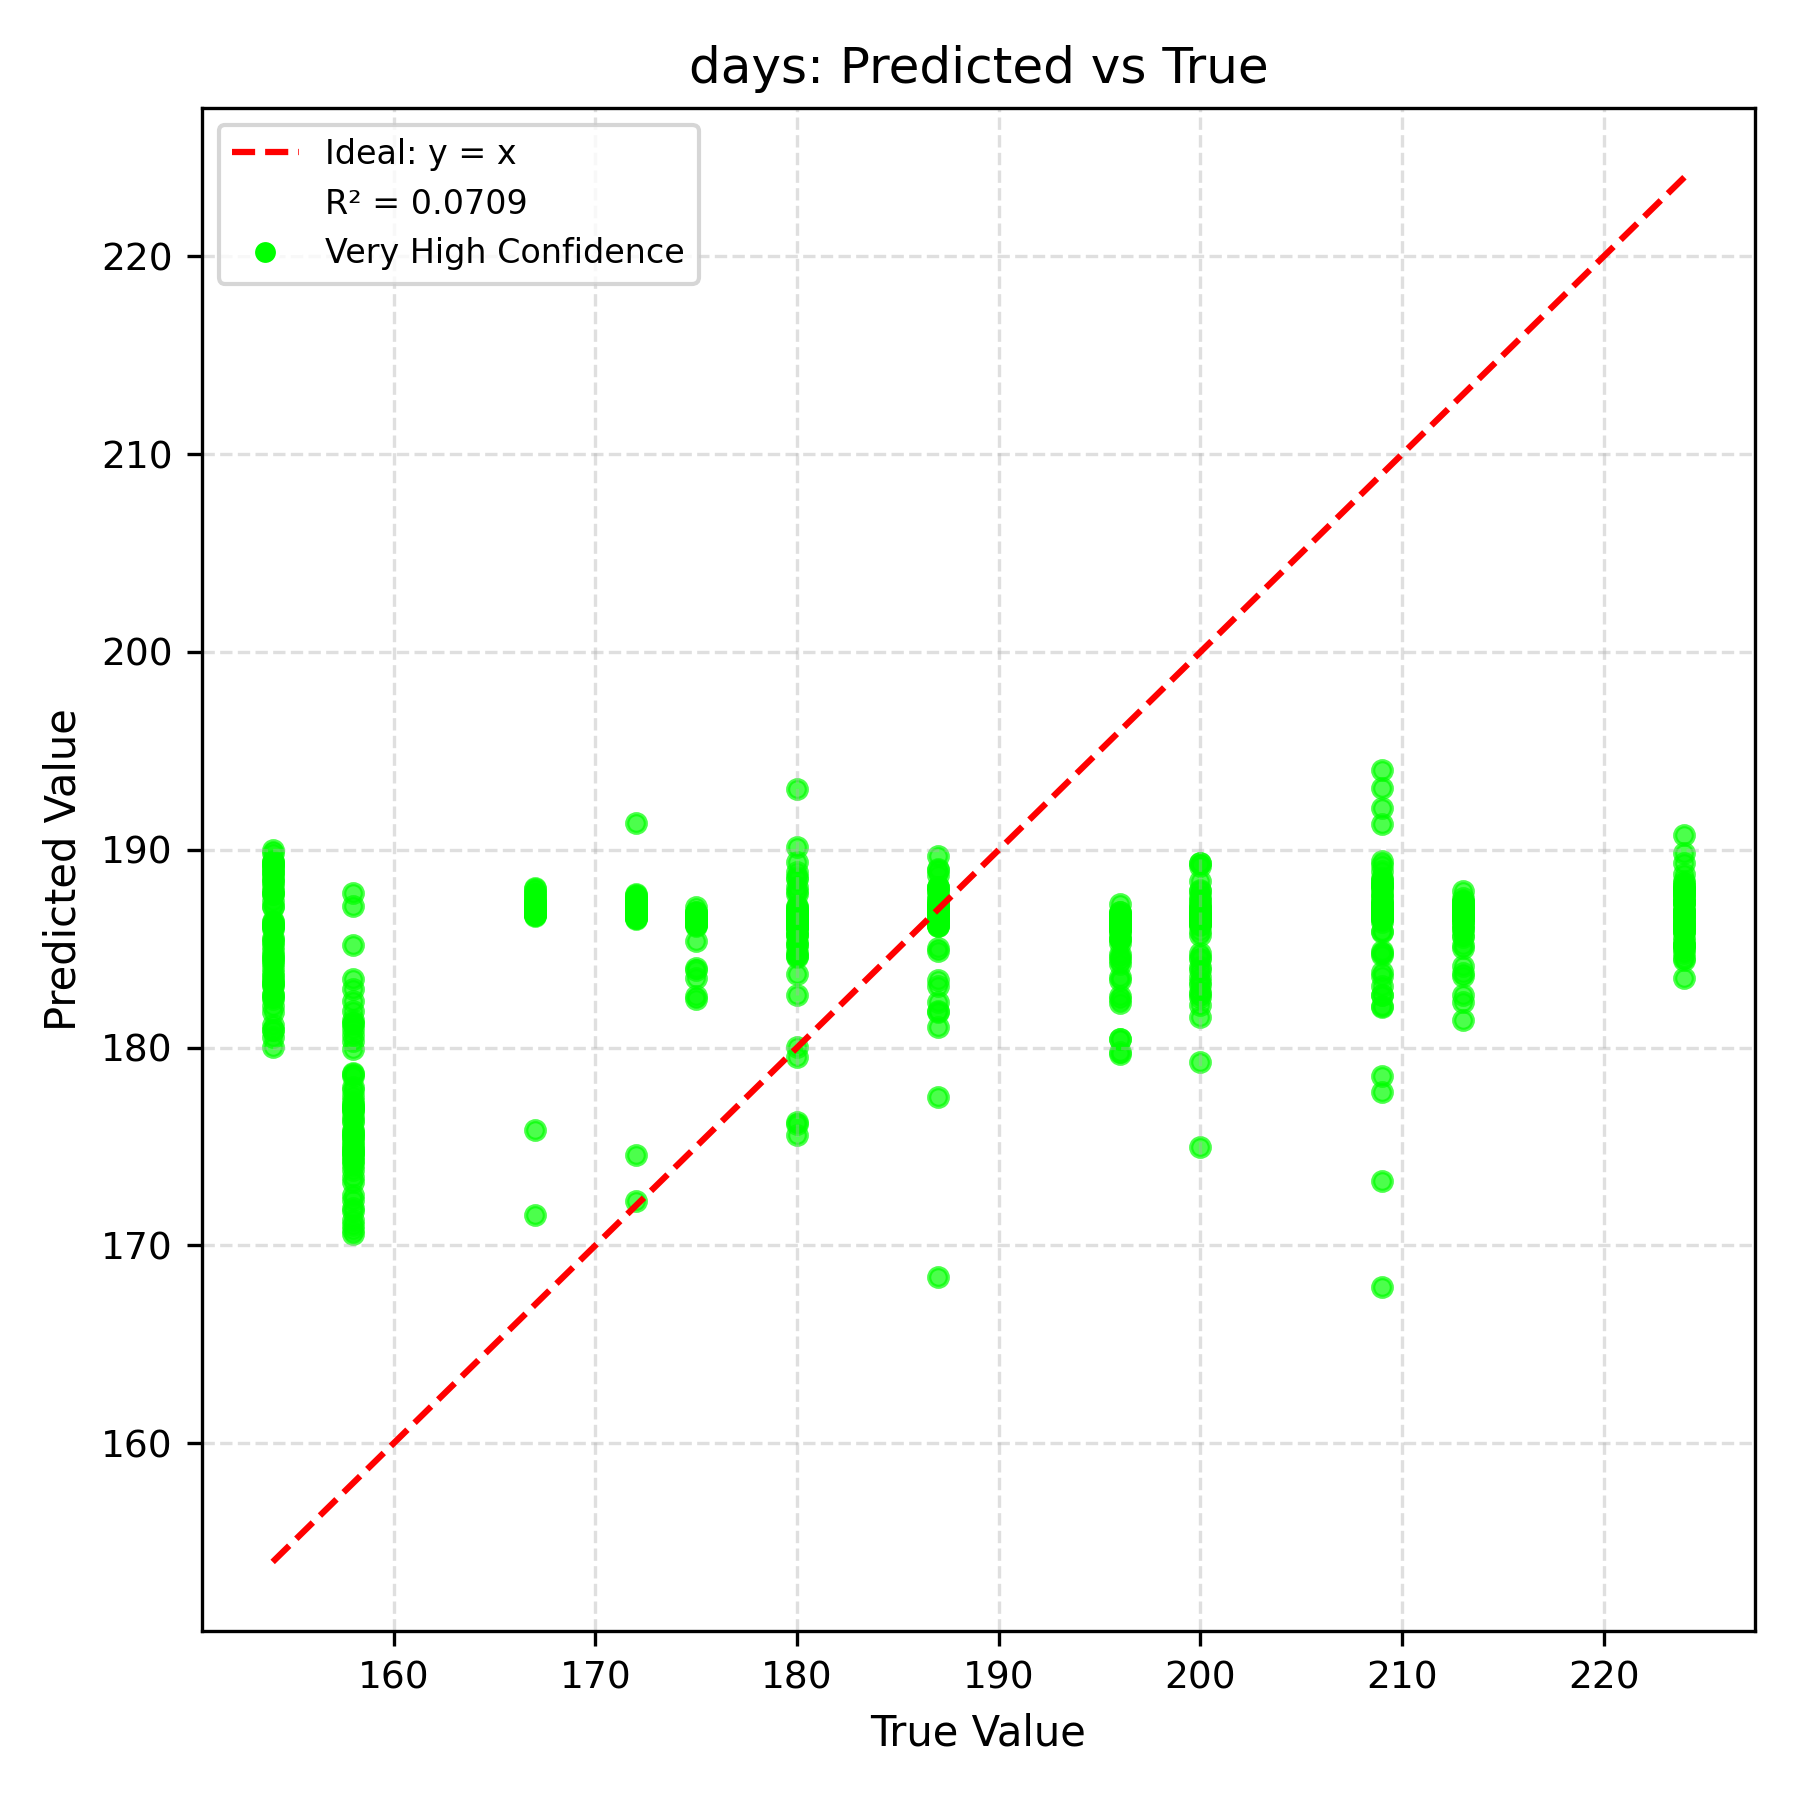 days: Predicted vs True
Ideal: y = x
R² = 0.0709
Very High Confidence
220
210
200
190
180
170
160
Predicted Value
160 170 180 190 200 210 220
True Value